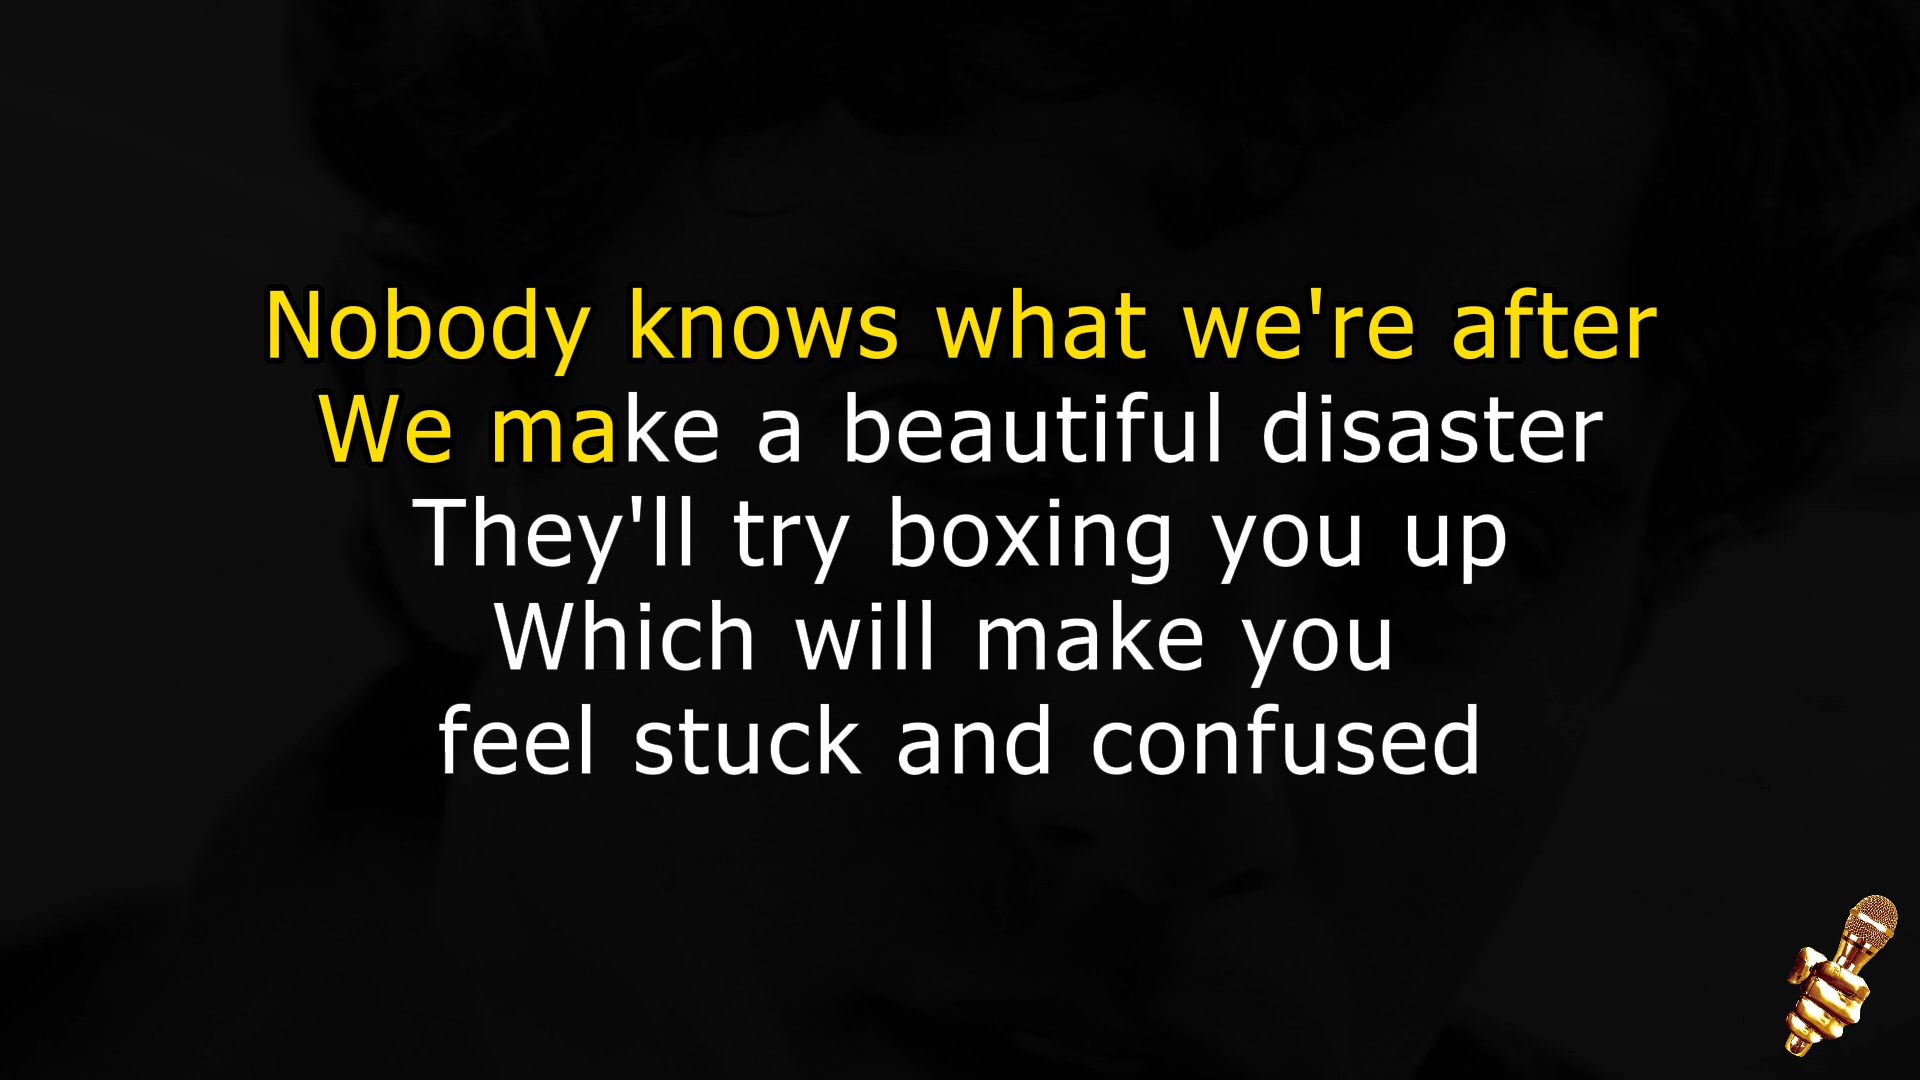 Nobody knows what we're after
We make a beautiful disaster
They'll try boxing you up
Which will make you
feel stuck and confused